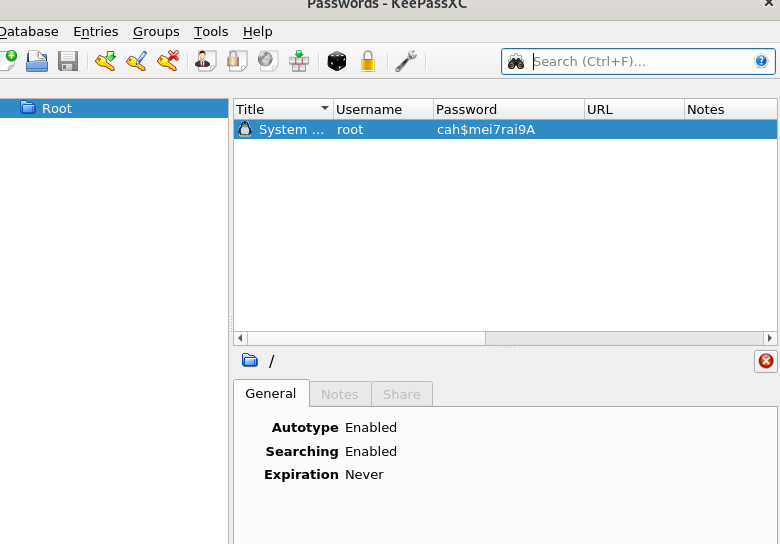 Passwords - KeePassXC
Database Entries Groups Tools Help
Search (Ctrl+F)...
Root
Title Username Password URL Notes
System ... root cah$mei7rai9A
/
General Notes Share
Autotype Enabled
Searching Enabled
Expiration Never